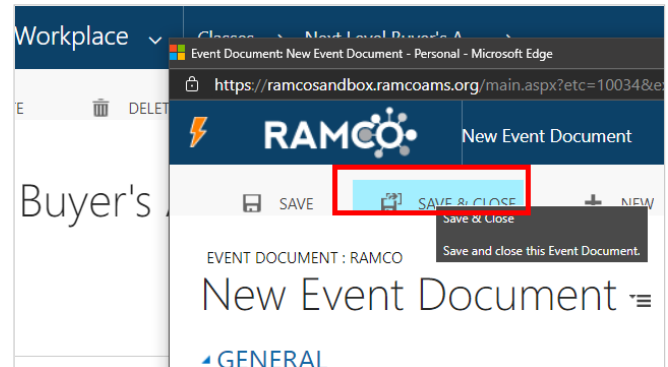 Workplace
Classes
Next Level Buyer's A
Event Document: New Event Document - Personal - Microsoft Edge
https://ramcosandbox.ramcoams.org/main.aspx?etc=10034&e
DELET
RAMCO
New Event Document
Buyer's
SAVE
SAVE & CLOSE
NEW
Save & Close
Save and close this Event Document.
EVENT DOCUMENT : RAMCO
New Event Document
GENERAL